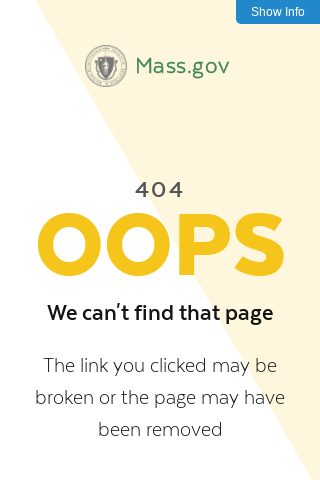 Show Info
Mass.gov
404
OOPS
We can't find that page
The link you clicked may be
broken or the page may have
been removed